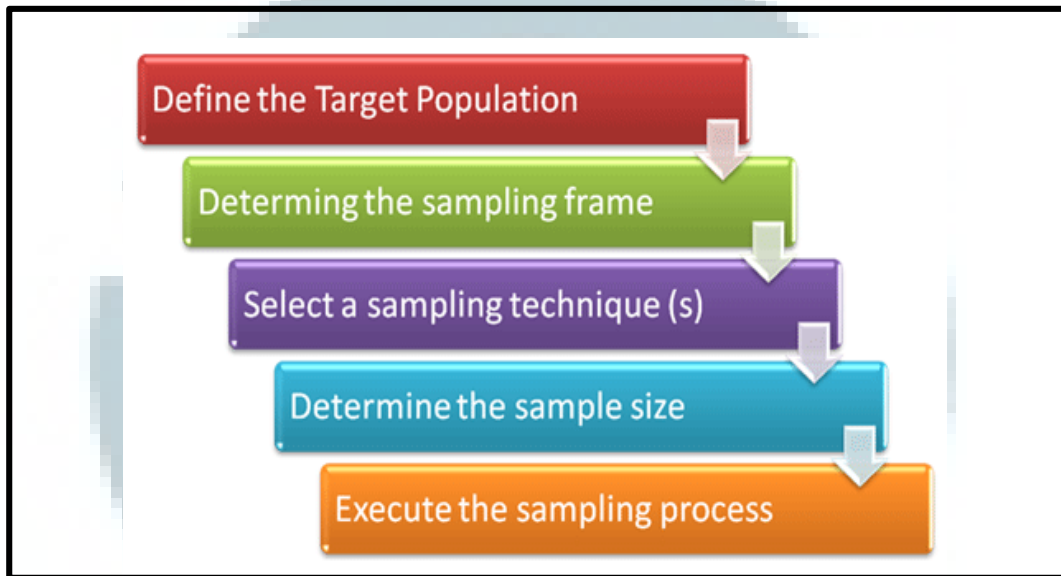 Define the Target Population
Determing the sampling frame
Select a sampling technique (s)
Determine the sample size
Execute the sampling process